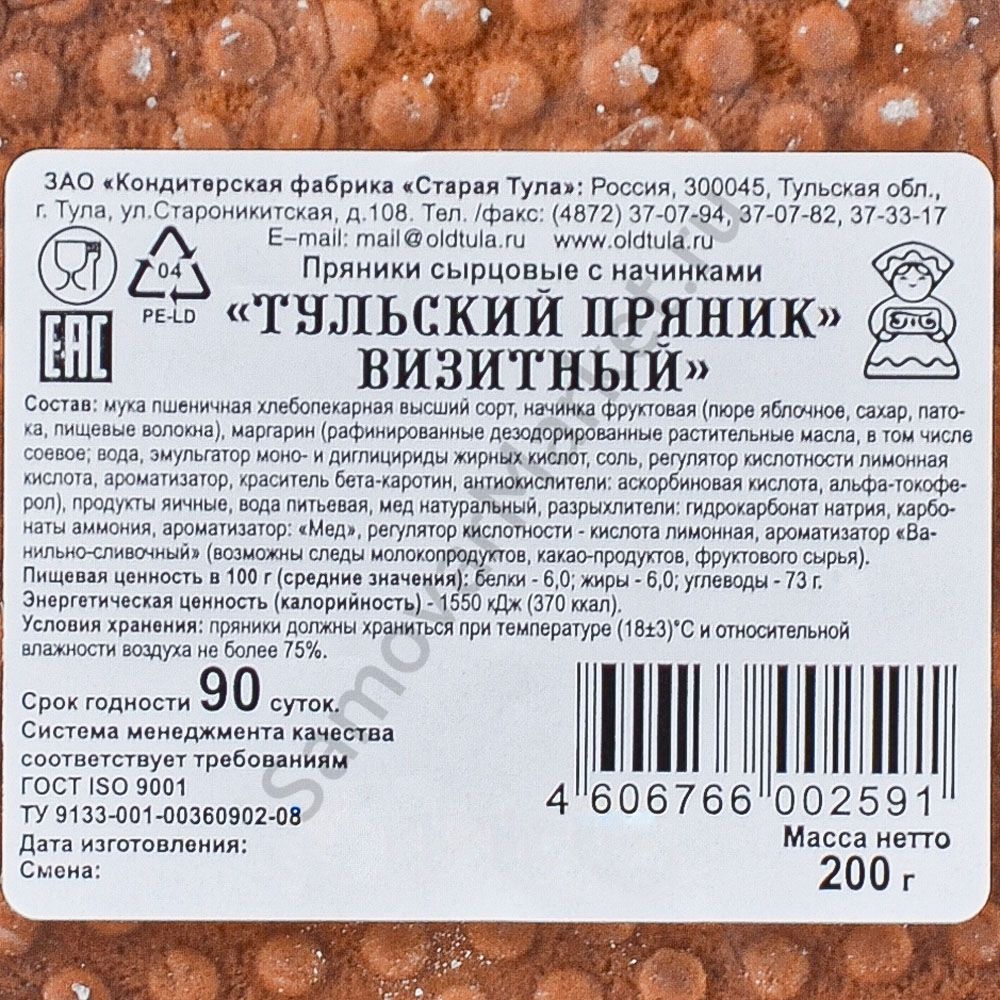 ЗАО «Кондитерская фабрика «Старая Тула»: Россия, 300045, Тульская обл.,
г. Тула, ул.Староникитская, д.108. Тел. /факс: (4872) 37-07-94, 37-07-82, 37-33-17
E-mail: mail@oldtula.ru www.oldtula.ru
04
PE-LD
EAC
Пряники сырцовые с начинками
«ТУЛЬСКИЙ ПРЯНИК»
ВИЗИТНЫЙ»
Состав: мука пшеничная хлебопекарная высший сорт, начинка фруктовая (пюре яблочное, сахар, пато-
ка, пищевые волокна), маргарин (рафинированные дезодорированные растительные масла, в том числе
соевое; вода, эмульгатор моно- и диглицириды жирных кислот, соль, регулятор кислотности лимонная
кислота, ароматизатор, краситель бета-каротин, антиокислители: аскорбиновая кислота, альфа-токофе-
рол), продукты яичные, вода питьевая, мед натуральный, разрыхлители: гидрокарбонат натрия, карбо-
наты аммония, ароматизатор: «Мед», регулятор кислотности - кислота лимонная, ароматизатор «Ва-
нильно-сливочный» (возможны следы молокопродуктов, какао-продуктов, фруктового сырья).
Пищевая ценность в 100 г (средние значения): белки - 6,0; жиры - 6,0; углеводы - 73 г.
Энергетическая ценность (калорийность) - 1550 кДж (370 ккал).
Условия хранения: пряники должны храниться при температуре (18±3)°С и относительной
влажности воздуха не более 75%.
Срок годности 90 суток.
Система менеджмента качества
соответствует требованиям
ГОСТ ISO 9001
ТУ 9133-001-00360902-08
Дата изготовления:
Смена:
4 606766 002591
Масса нетто
200 г
SamovarMarket.ru